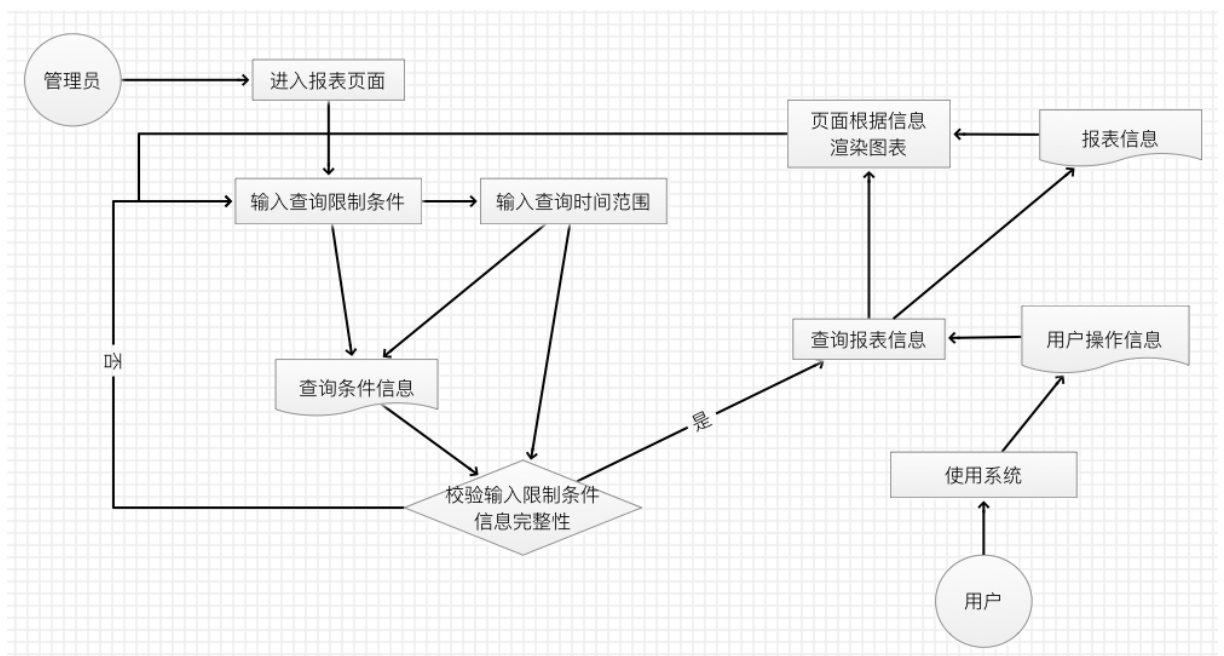 管理员
进入报表页面
页面根据信息
渲染图表
报表信息
输入查询限制条件
输入查询时间范围
查询报表信息
用户操作信息
否
查询条件信息
是
校验输入限制条件
信息完整性
使用系统
用户